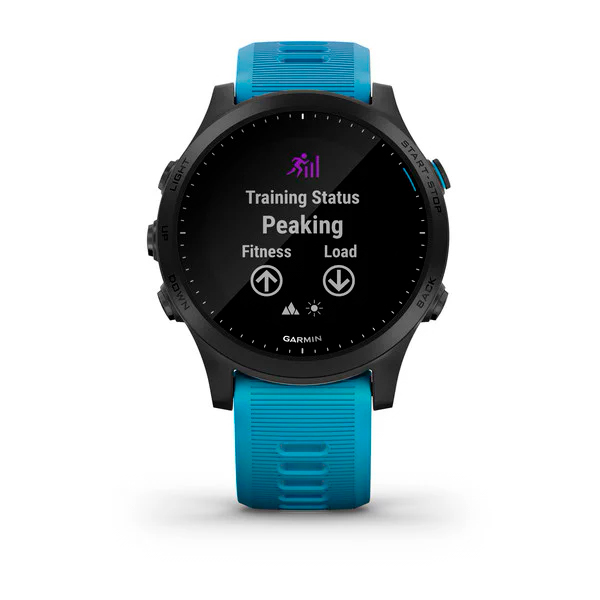 Training Status
Peaking
Fitness Load
GARMIN
LIGHT
UP
DOWN
START·STOP
BACK